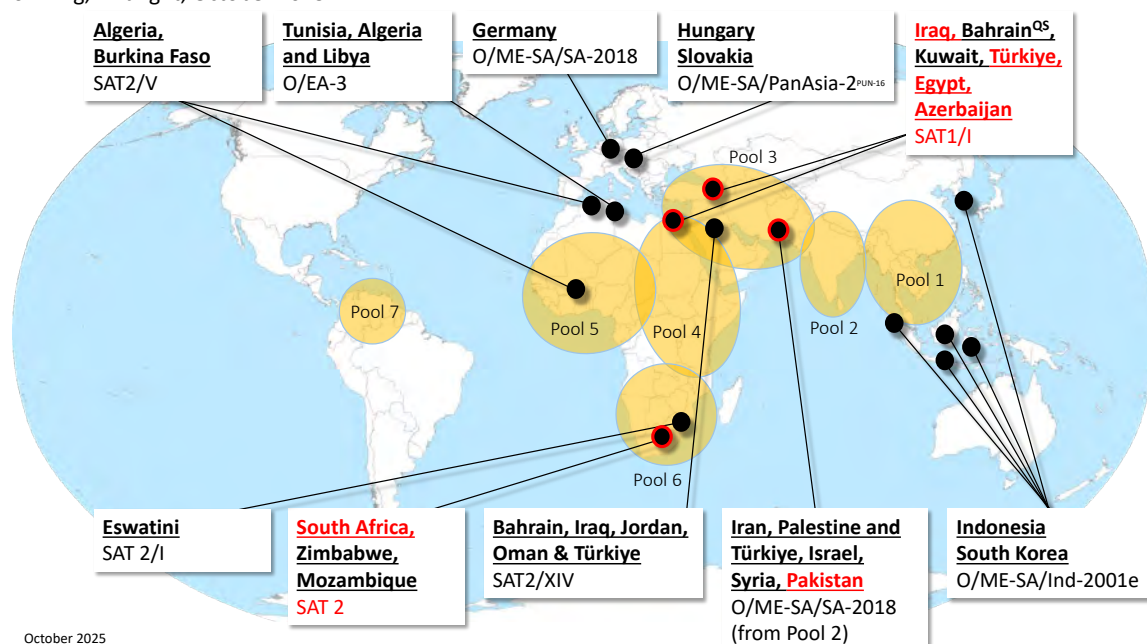 Algeria,
Burkina Faso
SAT2/V
Tunisia, Algeria
and Libya
O/EA-3
Germany
O/ME-SA/SA-2018
Hungary
Slovakia
O/ME-SA/PanAsia-2PUN-16
Iraq, BahrainQS,
Kuwait, Türkiye,
Egypt,
Azerbaijan
SAT1/I
Pool 3
Pool 1
Pool 2
Pool 7
Pool 5
Pool 4
Pool 6
Eswatini
SAT 2/I
South Africa,
Zimbabwe,
Mozambique
SAT 2
Bahrain, Iraq, Jordan,
Oman & Türkiye
SAT2/XIV
Iran, Palestine and
Türkiye, Israel,
Syria, Pakistan
O/ME-SA/SA-2018
(from Pool 2)
Indonesia
South Korea
O/ME-SA/Ind-2001e
October 2025